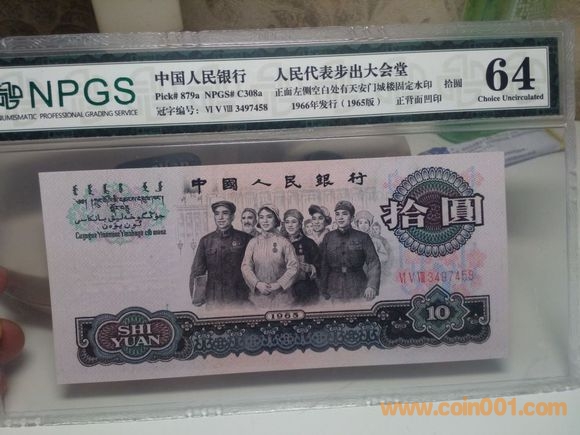 NPGS
NUMISMATIC PROFESSIONAL GRADING SERVICE
中国人民银行 人民代表步出大会堂
Pick# 879a NPGS# C308a 正面左侧空白处有天安门城楼固定水印 拾圆
冠字编号: VI V VIII 3497458 1966年发行(1965版) 正背面凹印
64
Choice Uncirculated
中國人民銀行
拾圓
VI V VIII 3497458
1965
SHI
YUAN
10
www.coin001.com